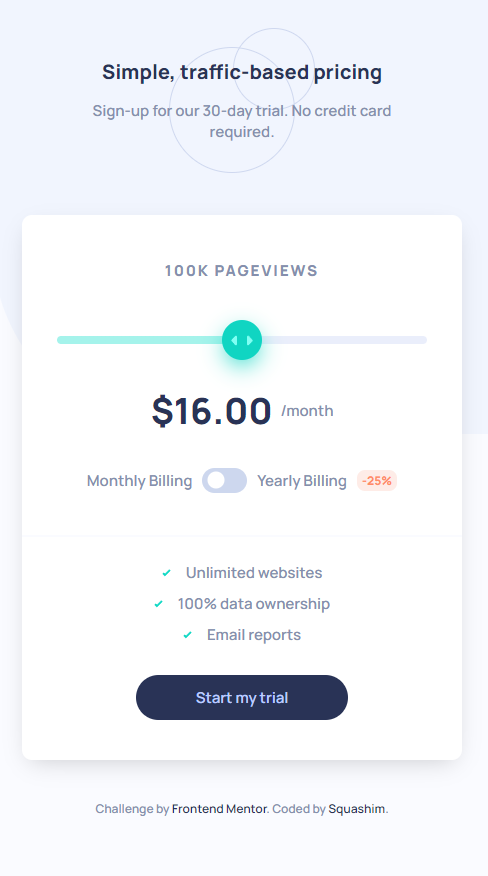 Simple, traffic-based pricing
Sign-up for our 30-day trial. No credit card
required.
100K PAGEVIEWS
$16.00 /month
Monthly Billing Yearly Billing -25%
Unlimited websites
100% data ownership
Email reports
Start my trial
Challenge by Frontend Mentor. Coded by Squashim.